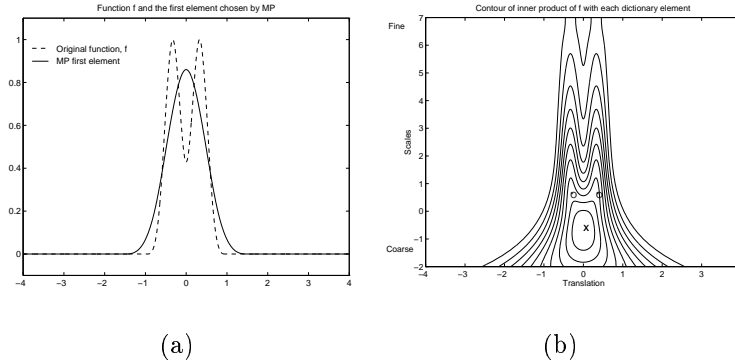 Function f and the first element chosen by MP
1
0.8
0.6
0.4
0.2
0
Original function, f
MP first element
−4 −3 −2 −1 0 1 2 3 4
(a)
Contour of inner product of f with each dictionary element
Fine
Scales
Coarse
7
6
5
4
3
2
1
0
−1
−2
x
−4 −3 −2 −1 0 1 2 3
Translation
(b)